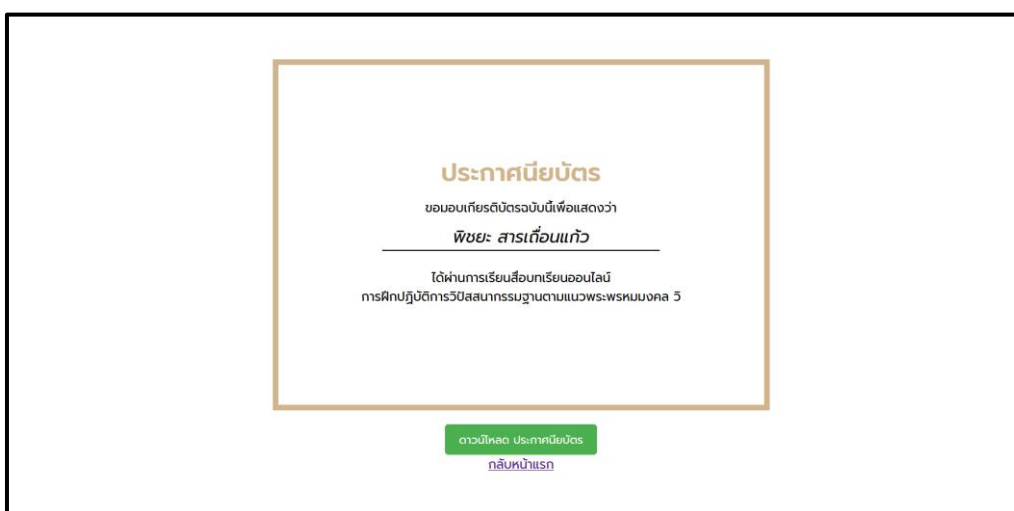 ประกาศนียบัตร
ขอมอบเกียรติบัตรฉบับนี้เพื่อแสดงว่า
พิชยะ สารเถื่อนแก้ว
ได้ผ่านการเรียนสื่อบทเรียนออนไลน์
การฝึกปฏิบัติการวิปัสสนากรรมฐานตามแนวพระพรหมมงคล วิ
ดาวน์โหลด ประกาศนียบัตร
กลับหน้าแรก